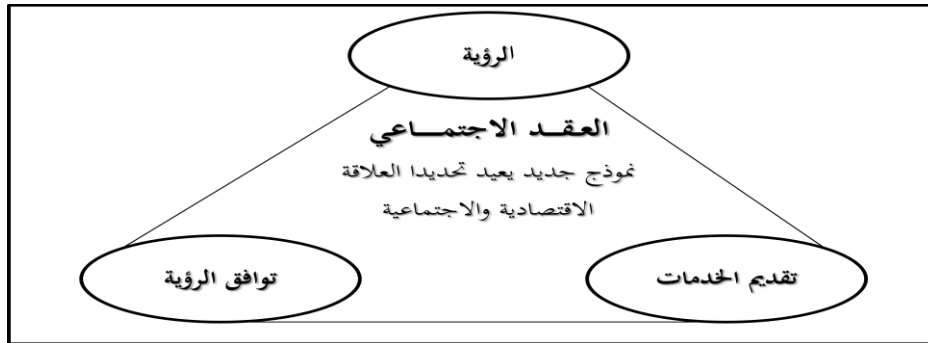 الرؤية
العقد الاجتماعي
نموذج جديد يعيد تحديدا العلاقة
الاقتصادية والاجتماعية
تقديم الخدمات
توافق الرؤية